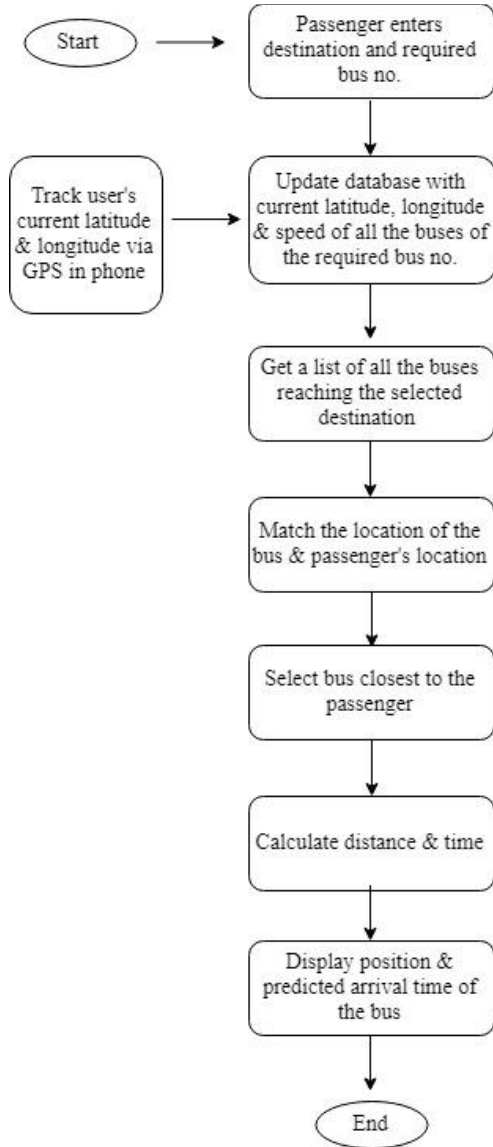 Start
Passenger enters
destination and required
bus no.
Track user's
current latitude
& longitude via
GPS in phone
Update database with
current latitude, longitude
& speed of all the buses of
the required bus no.
Get a list of all the buses
reaching the selected
destination
Match the location of the
bus & passenger's location
Select bus closest to the
passenger
Calculate distance & time
Display position &
predicted arrival time of
the bus
End